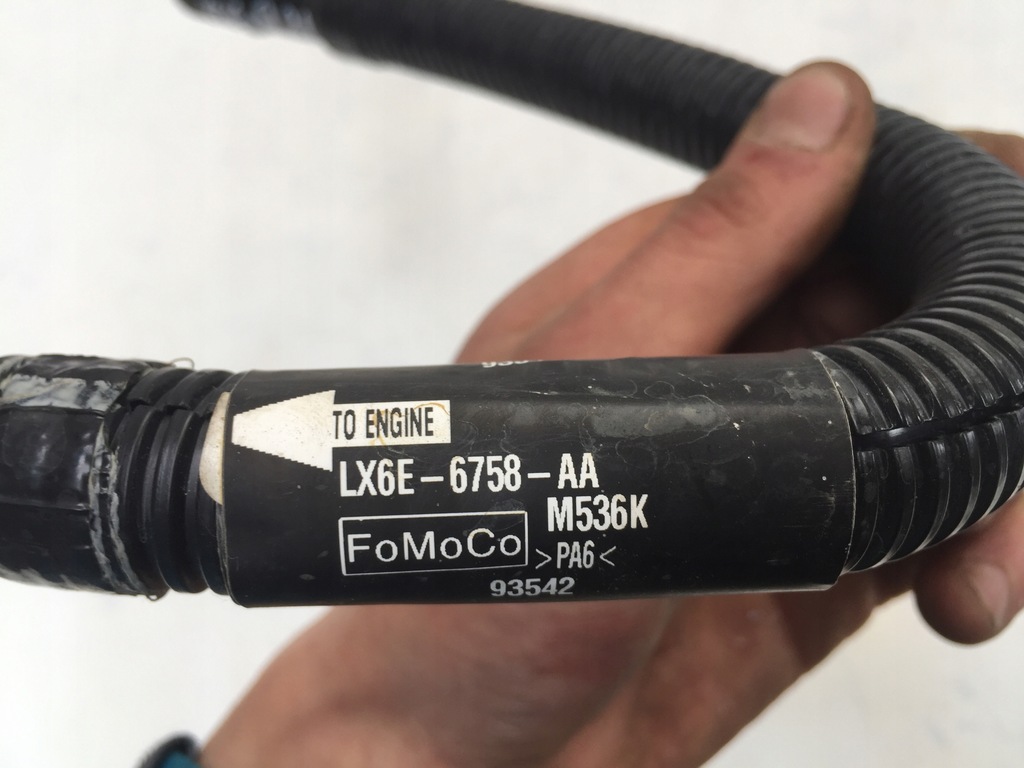 TO ENGINE
LX6E-6758-AA
M536K
FoMoCo
>PA6<
93542